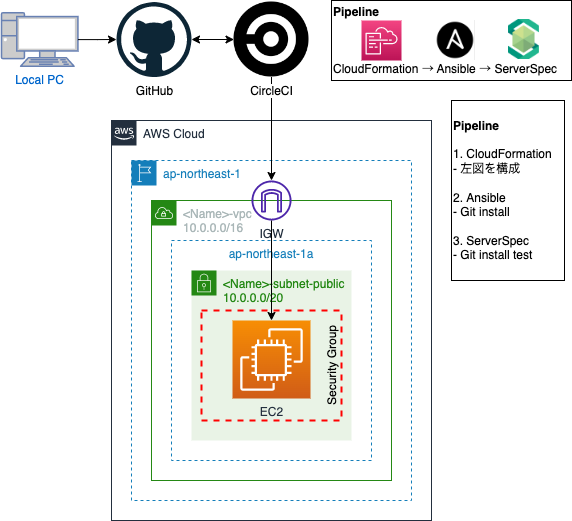 Pipeline
CloudFormation → Ansible → ServerSpec
Local PC
GitHub
CircleCI
aws
AWS Cloud
Pipeline
1. CloudFormation
- 左図を構成
2. Ansible
- Git install
3. ServerSpec
- Git install test
ap-northeast-1
<Name>-vpc
10.0.0.0/16
IGW
ap-northeast-1a
<Name>-subnet-public
10.0.0.0/20
Security Group
EC2